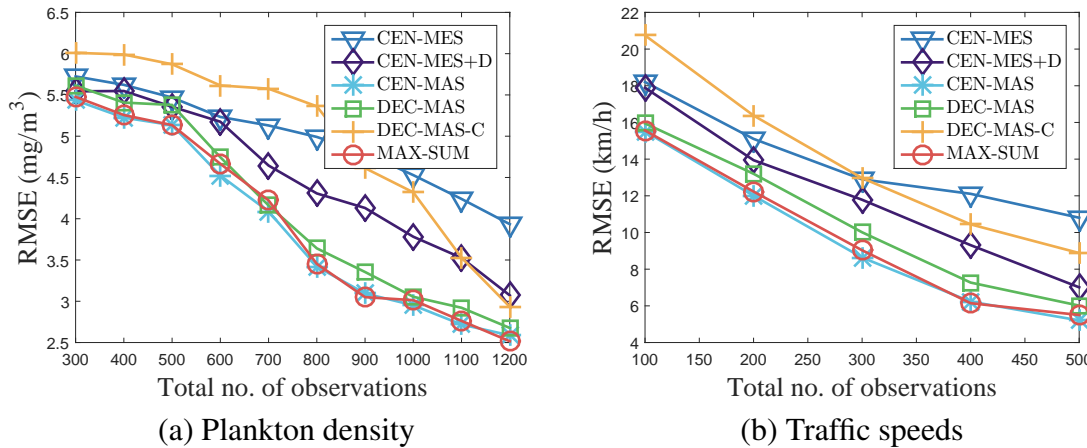 6.5
6
5.5
5
4.5
4
3.5
3
2.5
RMSE (mg/m³)
CEN-MES
CEN-MES+D
CEN-MAS
DEC-MAS
DEC-MAS-C
MAX-SUM
300 400 500 600 700 800 900 1000 1100 1200
Total no. of observations
(a) Plankton density
22
20
18
16
14
12
10
8
6
4
RMSE (km/h)
CEN-MES
CEN-MES+D
CEN-MAS
DEC-MAS
DEC-MAS-C
MAX-SUM
100 150 200 250 300 350 400 450 500
Total no. of observations
(b) Traffic speeds